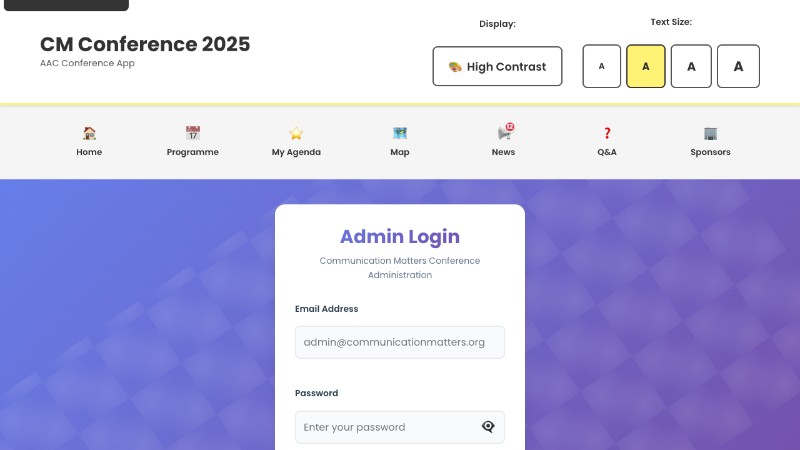 CM Conference 2025
AAC Conference App
Display:
High Contrast
Text Size:
A A A A
Home
Programme
My Agenda
Map
12
News
Q&A
Sponsors
Admin Login
Communication Matters Conference
Administration
Email Address
admin@communicationmatters.org
Password
Enter your password